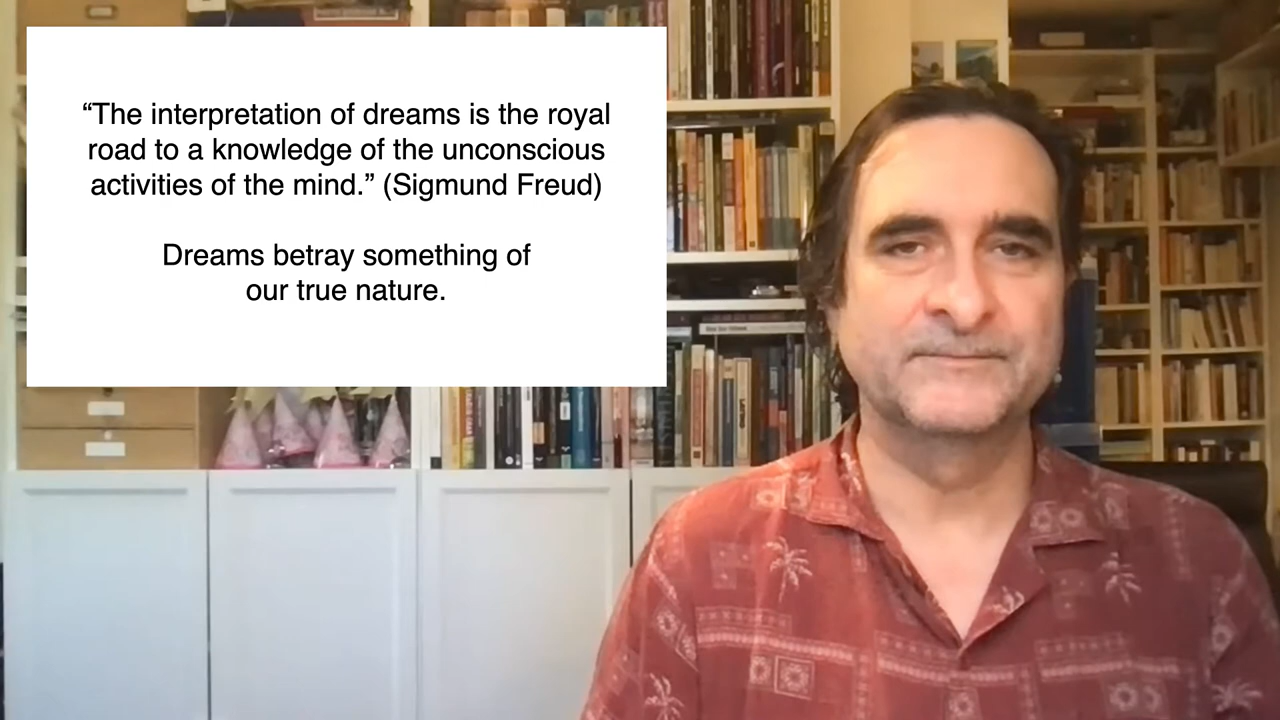 “The interpretation of dreams is the royal
road to a knowledge of the unconscious
activities of the mind.” (Sigmund Freud)
Dreams betray something of
our true nature.